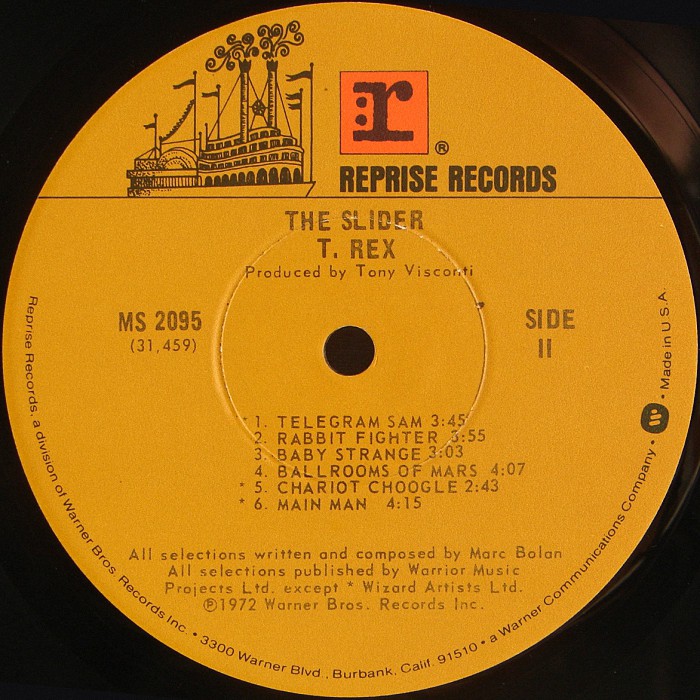 r ®
REPRISE RECORDS
THE SLIDER
T. REX
Produced by Tony Visconti
MS 2095
(31,459)
SIDE
II
* 1. TELEGRAM SAM 3:45
2. RABBIT FIGHTER 3:55
3. BABY STRANGE 3:03
4. BALLROOMS OF MARS 4:07
* 5. CHARIOT CHOOGLE 2:43
* 6. MAIN MAN 4:15
All selections written and composed by Marc Bolan
All selections published by Warrior Music
Projects Ltd. except * Wizard Artists Ltd.
℗1972 Warner Bros. Records Inc.
Reprise Records, a division of Warner Bros. Records Inc. • 3300 Warner Blvd., Burbank, Calif. 91510 • a Warner Communications Company • W • Made in U.S.A.